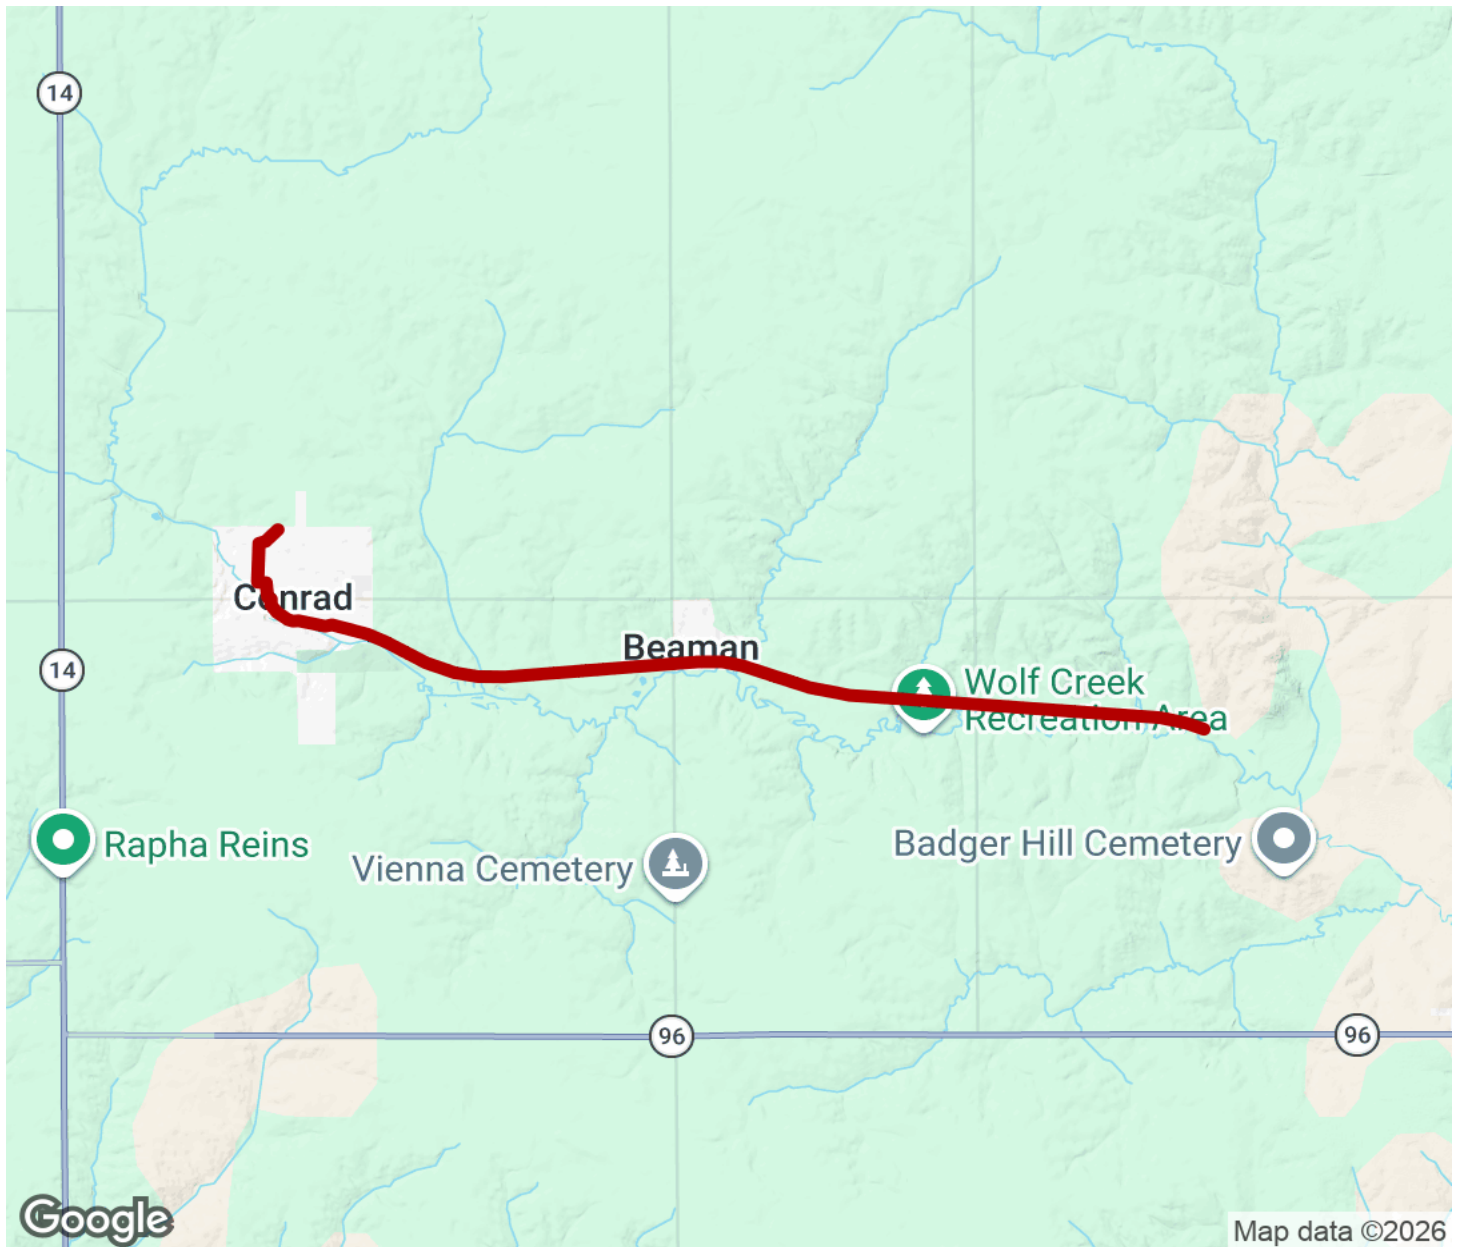 14
Conrad
Beaman
14
Wolf Creek
Recreation Area
Rapha Reins
Vienna Cemetery
Badger Hill Cemetery
96
96
Google
Map data ©2026